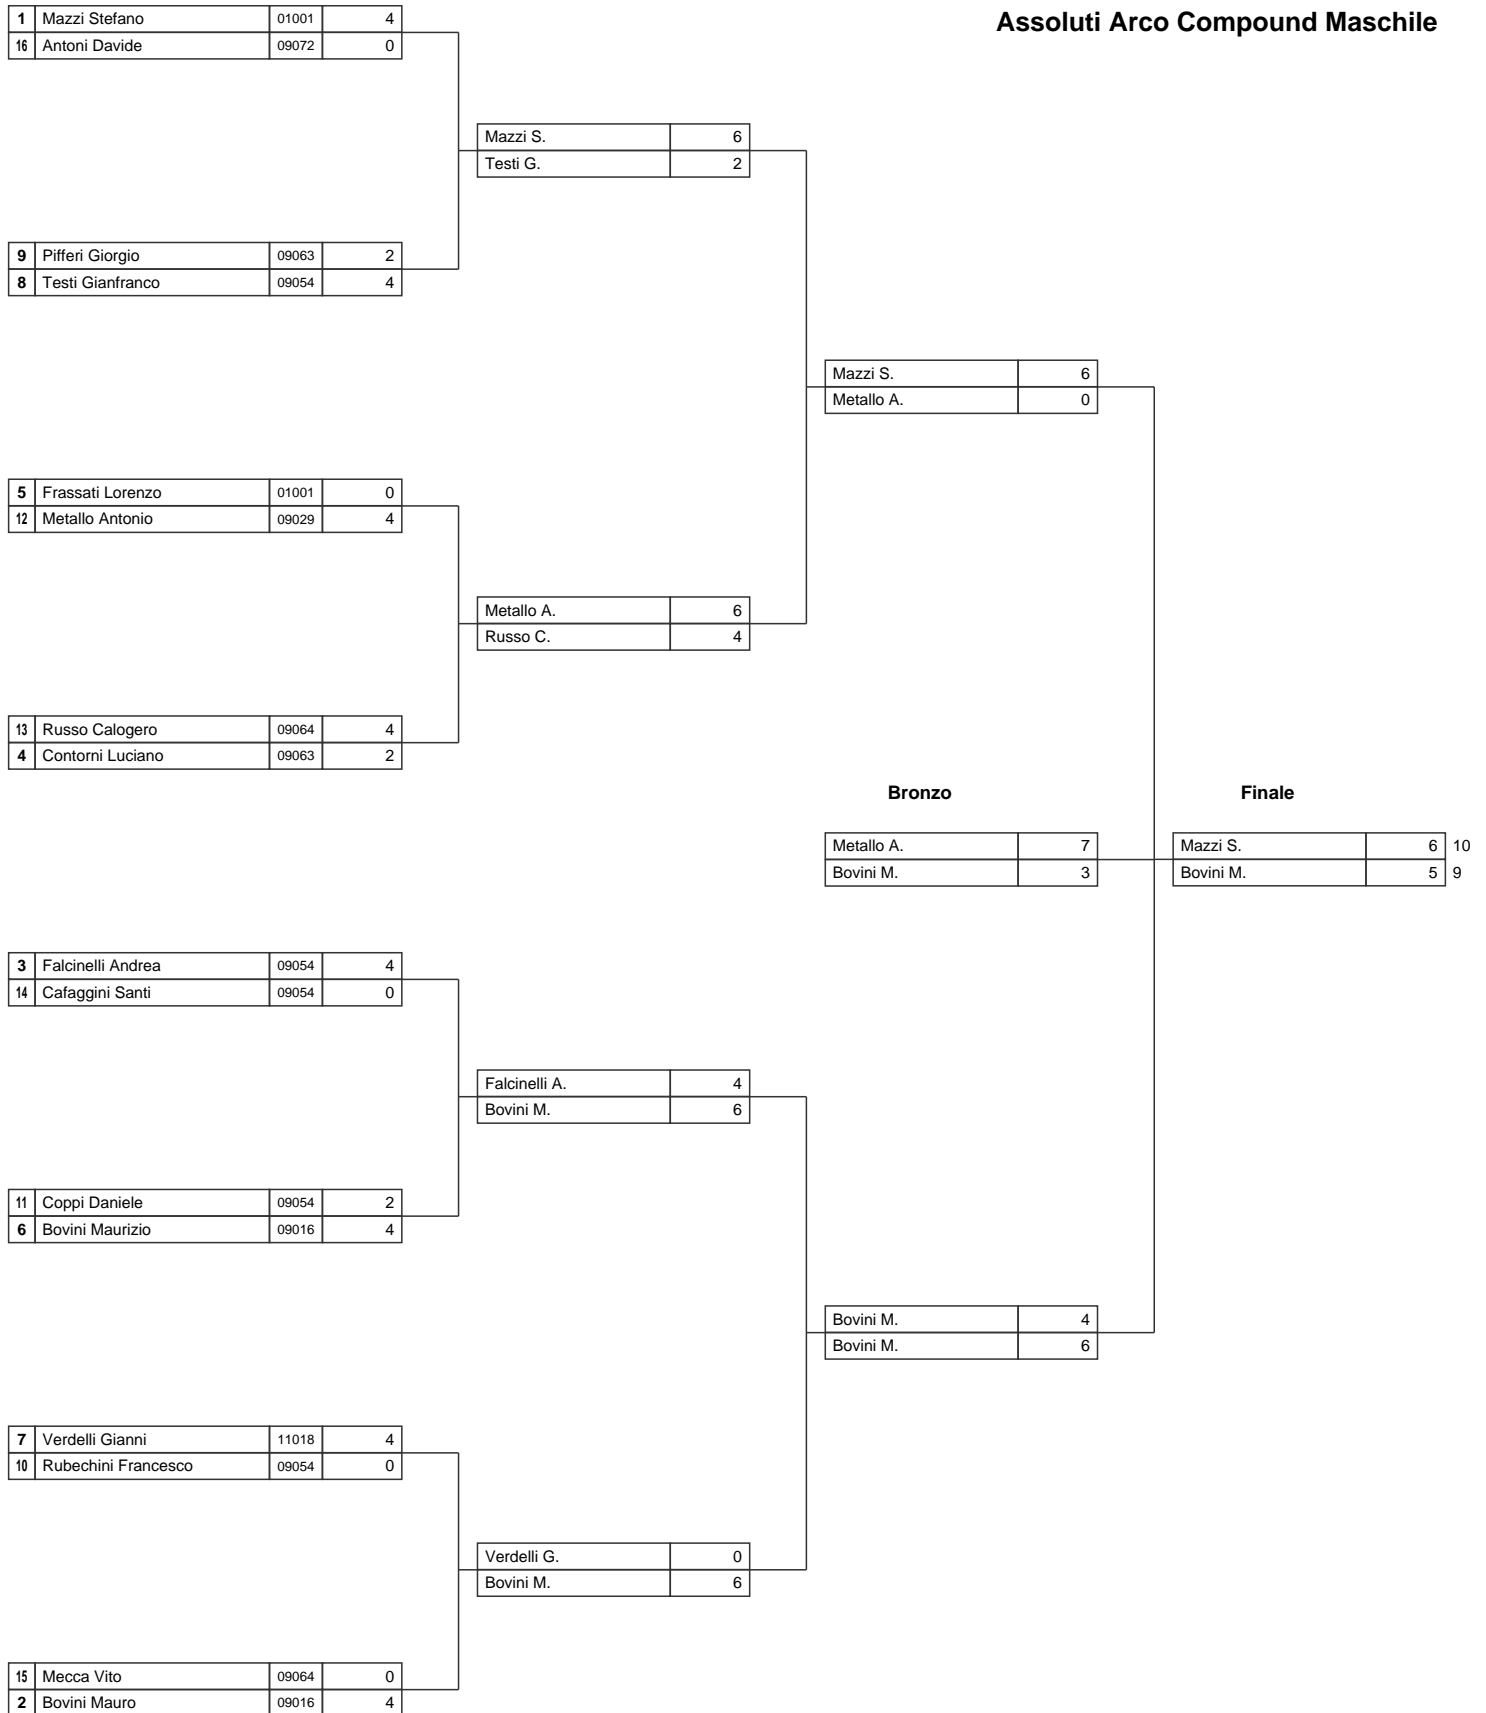 Assoluti Arco Compound Maschile
1 Mazzi Stefano 01001 4
16 Antoni Davide 09072 0
Mazzi S. 6
Testi G. 2
9 Pifferi Giorgio 09063 2
8 Testi Gianfranco 09054 4
Mazzi S. 6
Metallo A. 0
5 Frassati Lorenzo 01001 0
12 Metallo Antonio 09029 4
Metallo A. 6
Russo C. 4
13 Russo Calogero 09064 4
4 Contorni Luciano 09063 2
Bronzo Finale
Metallo A. 7 Mazzi S. 6 10
Bovini M. 3 Bovini M. 5 9
3 Falcinelli Andrea 09054 4
14 Cafaggini Santi 09054 0
Falcinelli A. 4
Bovini M. 6
11 Coppi Daniele 09054 2
6 Bovini Maurizio 09016 4
Bovini M. 4
Bovini M. 6
7 Verdelli Gianni 11018 4
10 Rubechini Francesco 09054 0
Verdelli G. 0
Bovini M. 6
15 Mecca Vito 09064 0
2 Bovini Mauro 09016 4